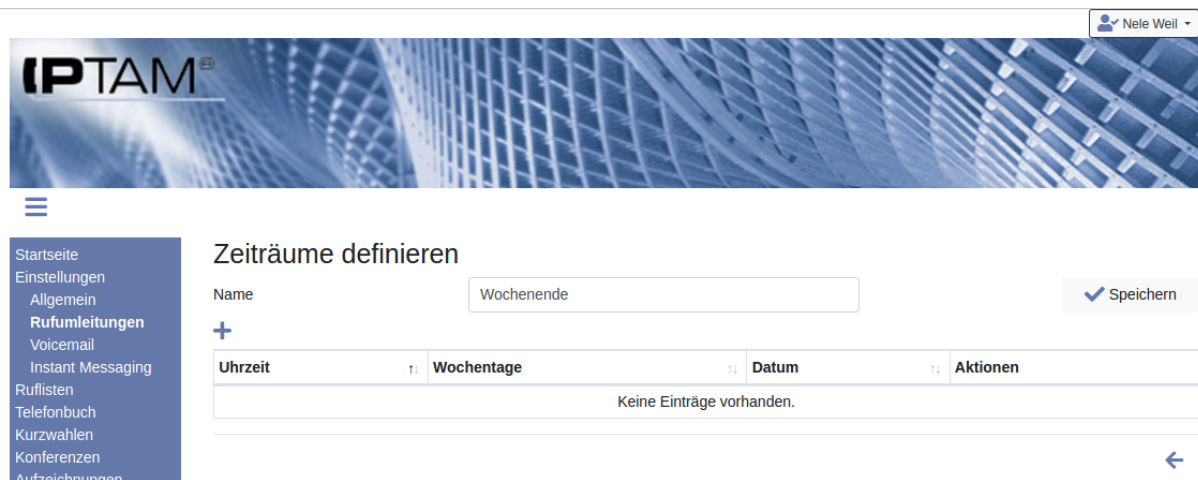 Nele Weil
IPTAM®
Startseite
Einstellungen
Allgemein
Rufumleitungen
Voicemail
Instant Messaging
Ruflisten
Telefonbuch
Kurzwahlen
Konferenzen
Aufzeichnungen
Zeiträume definieren
Name Wochenende Speichern
Uhrzeit Wochentage Datum Aktionen
Keine Einträge vorhanden.